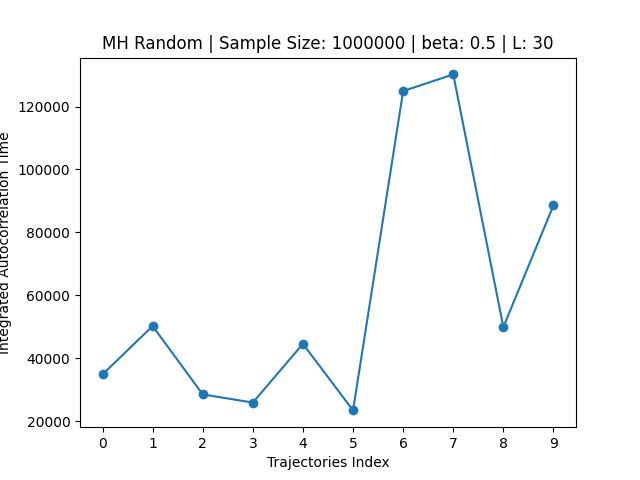 MH Random | Sample Size: 1000000 | beta: 0.5 | L: 30
Integrated Autocorrelation Time
120000
100000
80000
60000
40000
20000
0 1 2 3 4 5 6 7 8 9
Trajectories Index